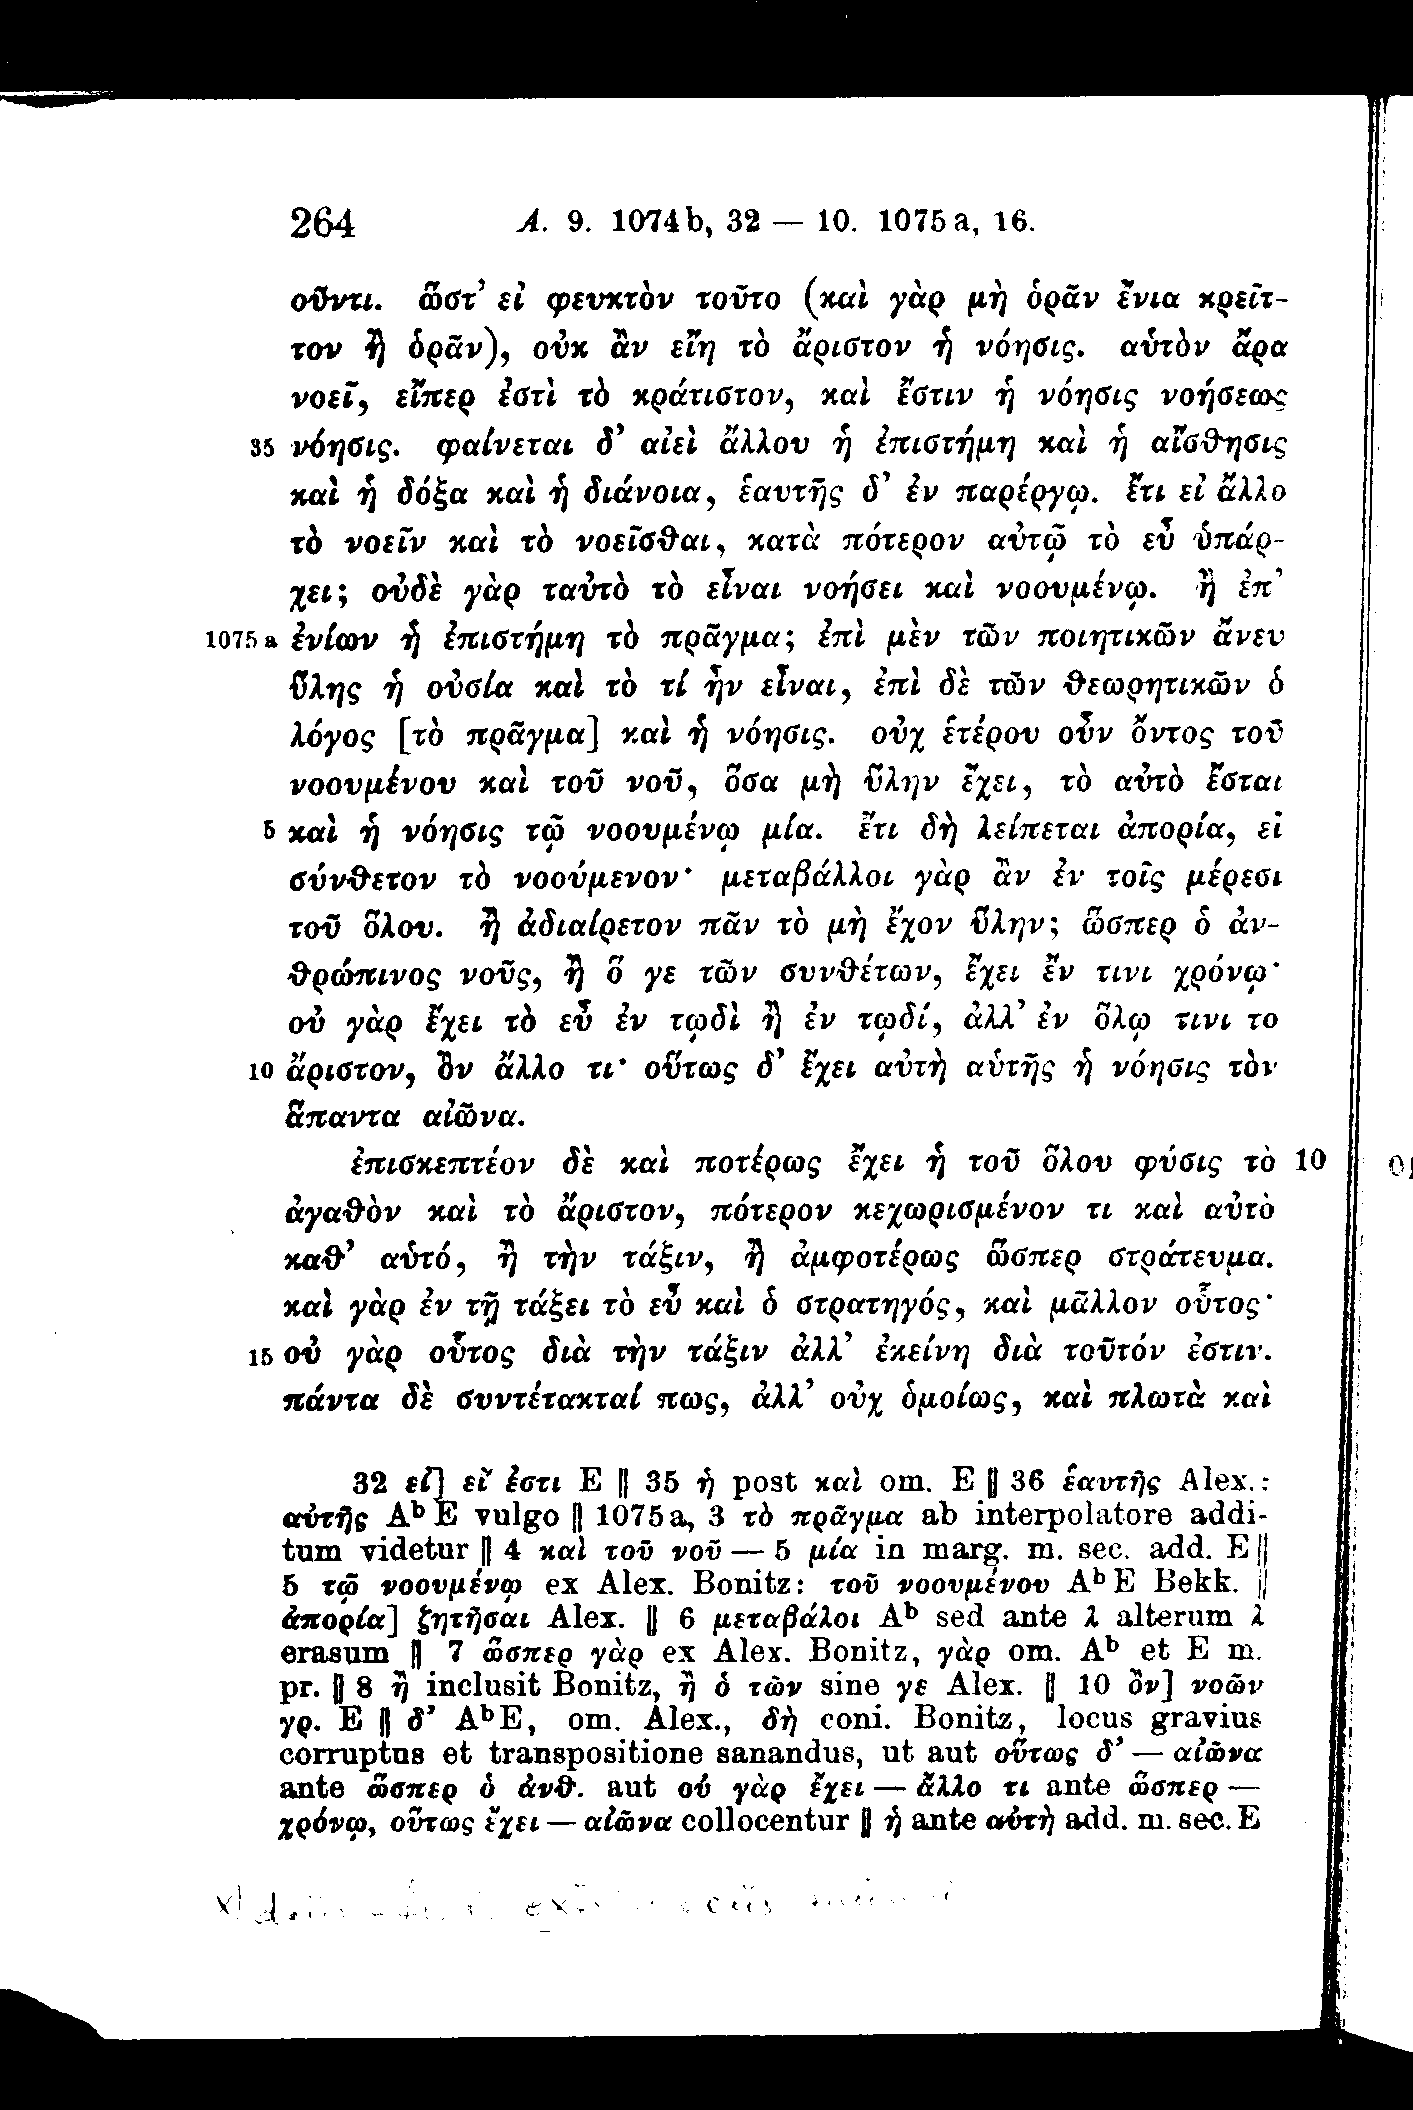 264 Λ. 9. 1074b, 32 — 10. 1075a, 16.
οῦντι. ὥστ᾽ εἰ φευκτὸν τοῦτο (καὶ γὰρ μὴ ὁρᾶν ἔνια κρεῖτ-
τον ἢ ὁρᾶν), οὐκ ἂν εἴη τὸ ἄριστον ἡ νόησις. αὑτὸν ἄρα
νοεῖ, εἴπερ ἐστὶ τὸ κράτιστον, καὶ ἔστιν ἡ νόησις νοήσεως
35 νόησις. φαίνεται δ᾽ αἰεὶ ἄλλου ἡ ἐπιστήμη καὶ ἡ αἴσθησις
καὶ ἡ δόξα καὶ ἡ διάνοια, ἑαυτῆς δ᾽ ἐν παρέργῳ. ἔτι εἰ ἄλλο
τὸ νοεῖν καὶ τὸ νοεῖσθαι, κατὰ πότερον αὐτῷ τὸ εὖ ὑπάρ-
χει; οὐδὲ γὰρ ταὐτὸ τὸ εἶναι νοήσει καὶ νοουμένῳ. ἢ ἐπ᾽
1075a ἐνίων ἡ ἐπιστήμη τὸ πρᾶγμα; ἐπὶ μὲν τῶν ποιητικῶν ἄνευ
ὕλης ἡ οὐσία καὶ τὸ τί ἦν εἶναι, ἐπὶ δὲ τῶν θεωρητικῶν ὁ
λόγος [τὸ πρᾶγμα] καὶ ἡ νόησις. οὐχ ἑτέρου οὖν ὄντος τοῦ
νοουμένου καὶ τοῦ νοῦ, ὅσα μὴ ὕλην ἔχει, τὸ αὐτὸ ἔσται
5 καὶ ἡ νόησις τῷ νοουμένῳ μία. ἔτι δὴ λείπεται ἀπορία, εἰ
σύνθετον τὸ νοούμενον· μεταβάλλοι γὰρ ἂν ἐν τοῖς μέρεσι
τοῦ ὅλου. ἢ ἀδιαίρετον πᾶν τὸ μὴ ἔχον ὕλην; ὥσπερ ὁ ἀν-
θρώπινος νοῦς, ἢ ὅ γε τῶν συνθέτων, ἔχει ἔν τινι χρόνῳ·
οὐ γὰρ ἔχει τὸ εὖ ἐν τῳδὶ ἢ ἐν τῳδί, ἀλλ᾽ ἐν ὅλῳ τινι το
10 ἄριστον, ὂν ἄλλο τι· οὕτως δ᾽ ἔχει αὐτὴ αὑτῆς ἡ νόησις τὸν
ἅπαντα αἰῶνα.
ἐπισκεπτέον δὲ καὶ ποτέρως ἔχει ἡ τοῦ ὅλου φύσις τὸ 10
ἀγαθὸν καὶ τὸ ἄριστον, πότερον κεχωρισμένον τι καὶ αὐτὸ
καθ᾽ αὑτό, ἢ τὴν τάξιν, ἢ ἀμφοτέρως ὥσπερ στράτευμα.
καὶ γὰρ ἐν τῇ τάξει τὸ εὖ καὶ ὁ στρατηγός, καὶ μᾶλλον οὗτος·
15 οὐ γὰρ οὗτος διὰ τὴν τάξιν ἀλλ᾽ ἐκείνη διὰ τοῦτόν ἐστιν.
πάντα δὲ συντέτακταί πως, ἀλλ᾽ οὐχ ὁμοίως, καὶ πλωτὰ καὶ
32 εἰ] εἴ ἐστι E || 35 ἡ post καὶ om. E || 36 ἑαυτῆς Alex.:
αὐτῆς Aᵇ E vulgo || 1075a, 3 τὸ πρᾶγμα ab interpolatore addi-
tum videtur || 4 καὶ τοῦ νοῦ — 5 μία in marg. m. sec. add. E ||
5 τῷ νοουμένῳ ex Alex. Bonitz: τοῦ νοουμένου Aᵇ E Bekk. ||
ἀπορία] ζητῆσαι Alex. || 6 μεταβάλοι Aᵇ sed ante λ alterum λ
erasum || 7 ὥσπερ γὰρ ex Alex. Bonitz, γὰρ om. Aᵇ et E m.
pr. || 8 ἢ inclusit Bonitz, ἢ ὁ τῶν sine γε Alex. || 10 ὂν] νοῶν
γρ. E || δ᾽ AᵇE, om. Alex., δὴ coni. Bonitz, locus gravius
corruptus et transpositione sanandus, ut aut οὕτως δ᾽ — αἰῶνα
ante ὥσπερ ὁ ἀνθ. aut οὐ γὰρ ἔχει — ἄλλο τι ante ὥσπερ —
χρόνῳ, οὕτως ἔχει — αἰῶνα collocentur || ἡ ante αὐτὴ add. m. sec. E